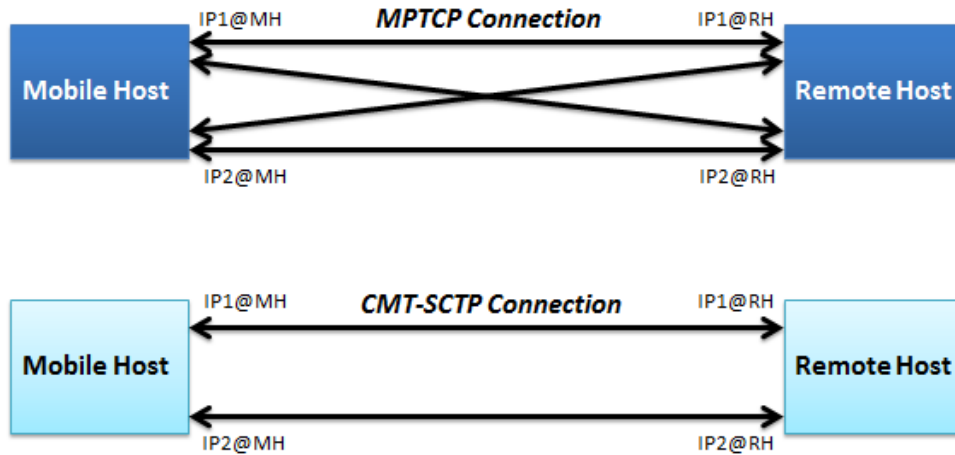 IP1@MH MPTCP Connection IP1@RH
Mobile Host Remote Host
IP2@MH IP2@RH
IP1@MH CMT-SCTP Connection IP1@RH
Mobile Host Remote Host
IP2@MH IP2@RH